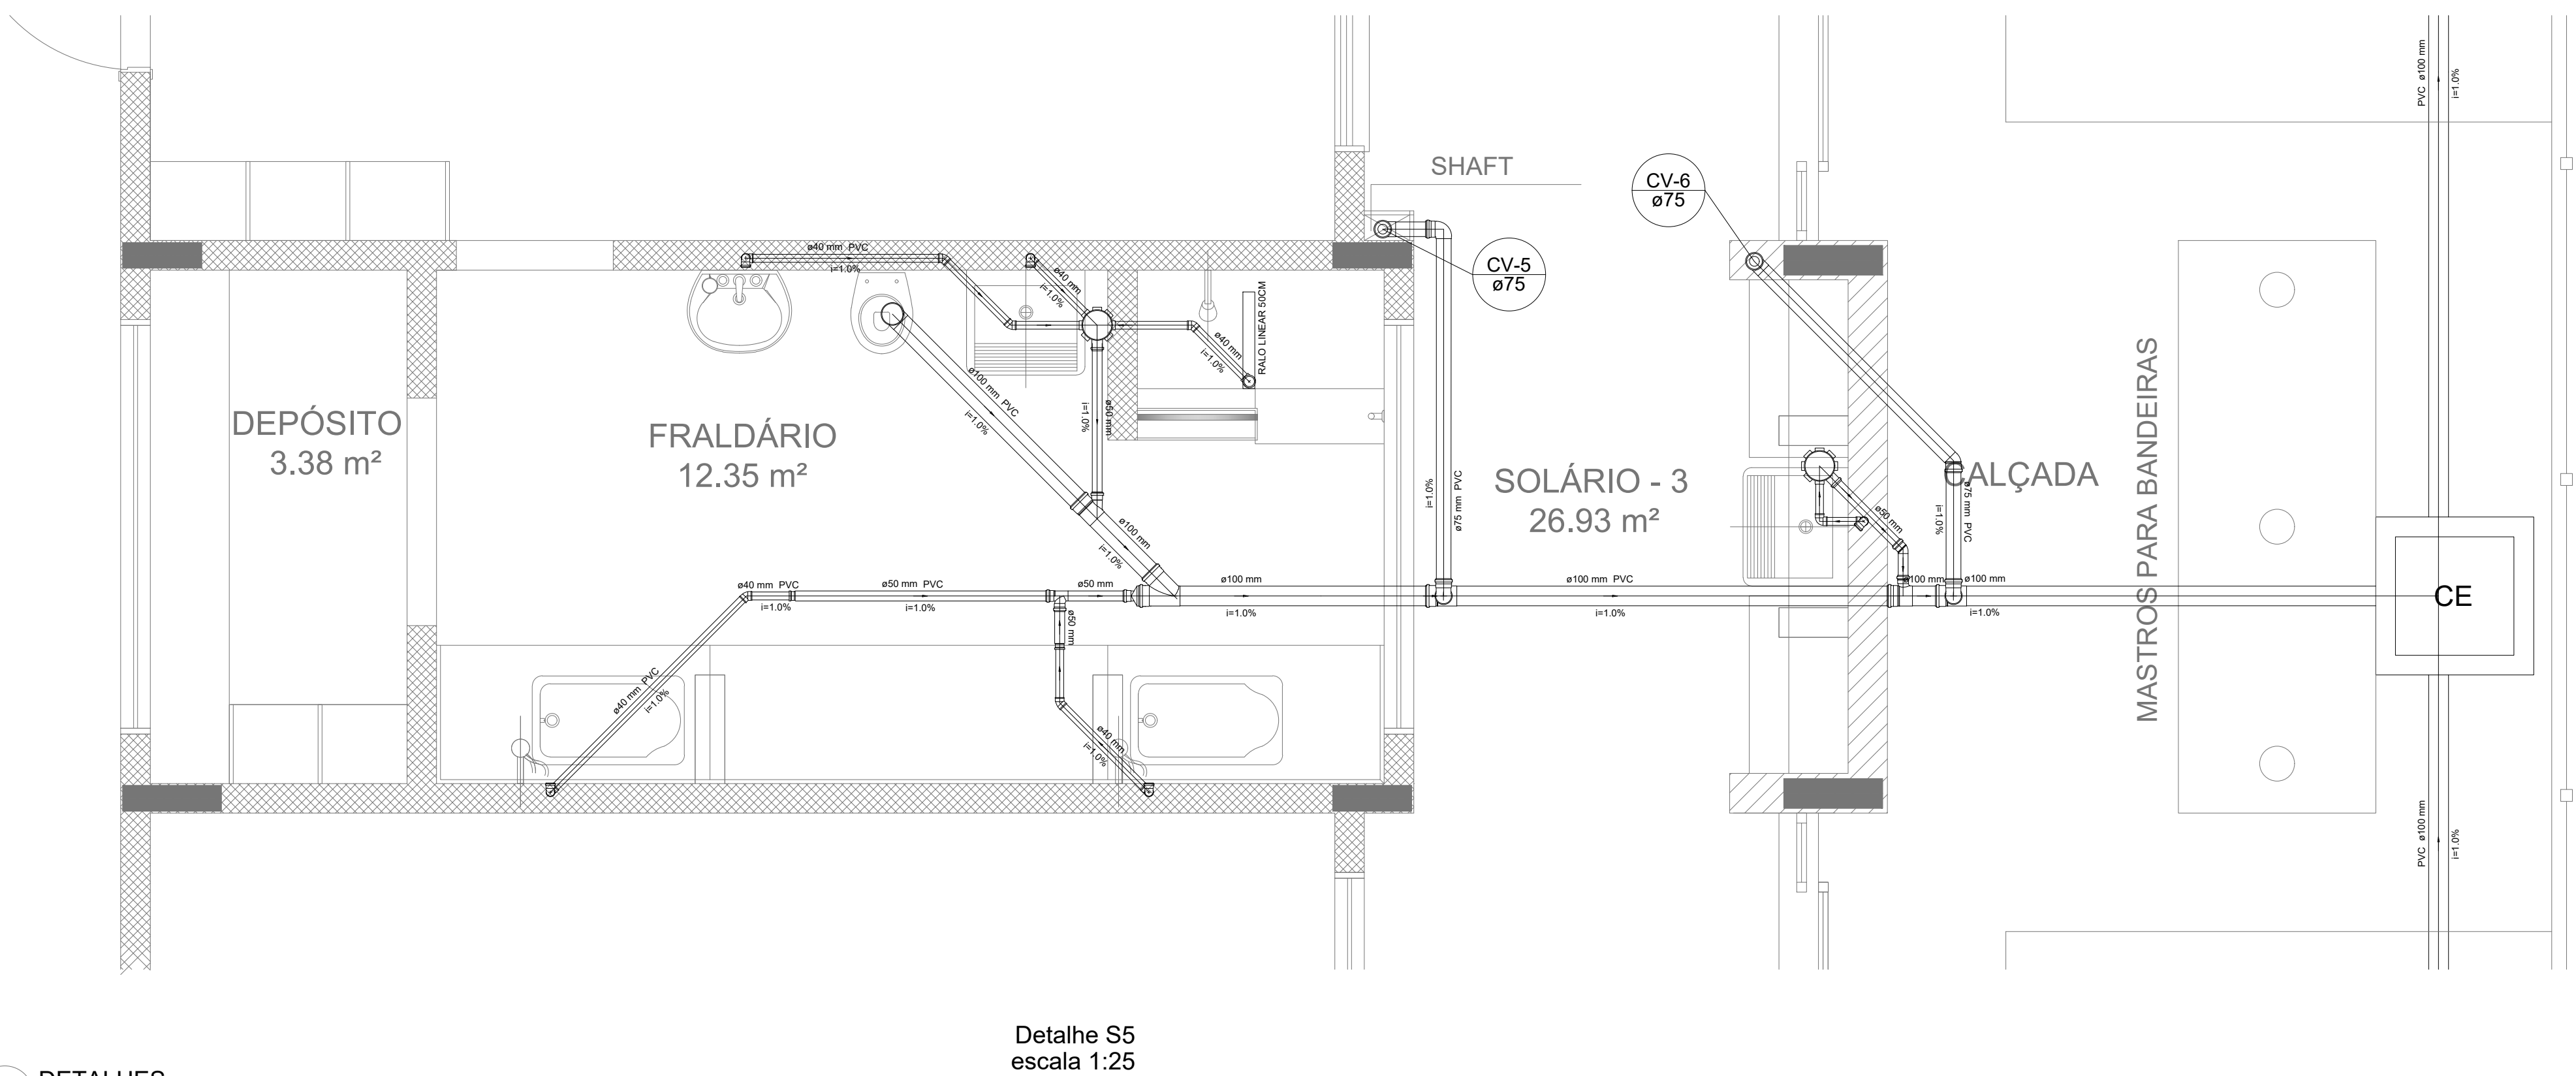 PVC ø100 mm
i=1.0%
SHAFT
CV-6
ø75
CV-5
ø75
ø40 mm PVC
i=1.0%
ø40 mm
i=1.0%
RALO LINEAR 50CM
ø40 mm
i=1.0%
ø100 mm PVC
i=1.0%
ø50 mm
i=1.0%
DEPÓSITO
3.38 m²
FRALDÁRIO
12.35 m²
SOLÁRIO - 3
26.93 m²
CALÇADA
MASTROS PARA BANDEIRAS
i=1.0%
ø75 mm PVC
ø50 mm
i=1.0%
ø75 mm PVC
ø100 mm
i=1.0%
ø40 mm PVC
i=1.0%
ø50 mm PVC
i=1.0%
ø50 mm
ø100 mm
i=1.0%
ø100 mm PVC
i=1.0%
ø100 mm
ø100 mm
i=1.0%
CE
ø50 mm
ø40 mm PVC
i=1.0%
ø40 mm
i=1.0%
PVC ø100 mm
i=1.0%
Detalhe S5
escala 1:25
DETALHES